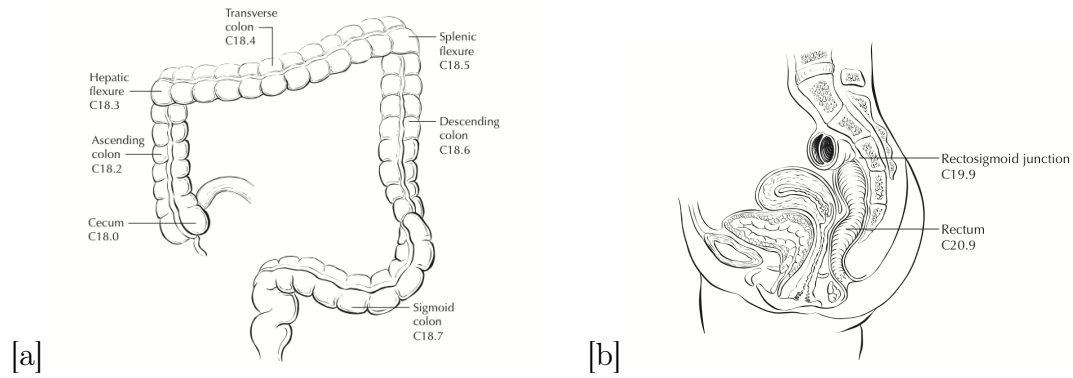 Transverse
colon
C18.4
Splenic
flexure
C18.5
Hepatic
flexure
C18.3
Ascending
colon
C18.2
Descending
colon
C18.6
Cecum
C18.0
Sigmoid
colon
C18.7
[a]
Rectosigmoid junction
C19.9
Rectum
C20.9
[b]